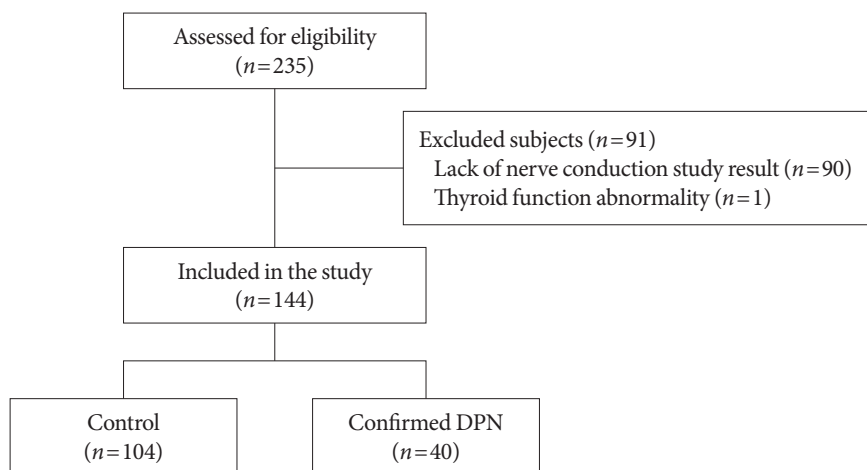 Assessed for eligibility
(n=235)
Excluded subjects (n=91)
Lack of nerve conduction study result (n=90)
Thyroid function abnormality (n=1)
Included in the study
(n=144)
Control
(n=104)
Confirmed DPN
(n=40)